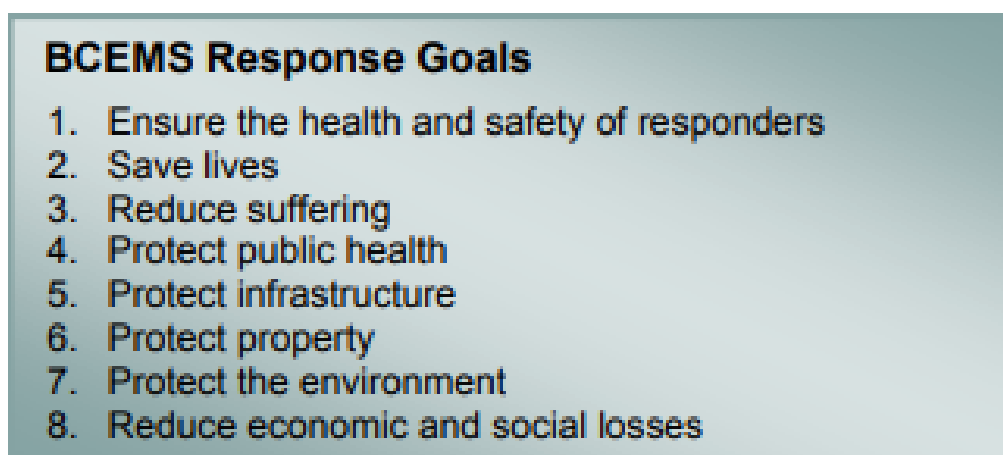 BCEMS Response Goals
1. Ensure the health and safety of responders
2. Save lives
3. Reduce suffering
4. Protect public health
5. Protect infrastructure
6. Protect property
7. Protect the environment
8. Reduce economic and social losses